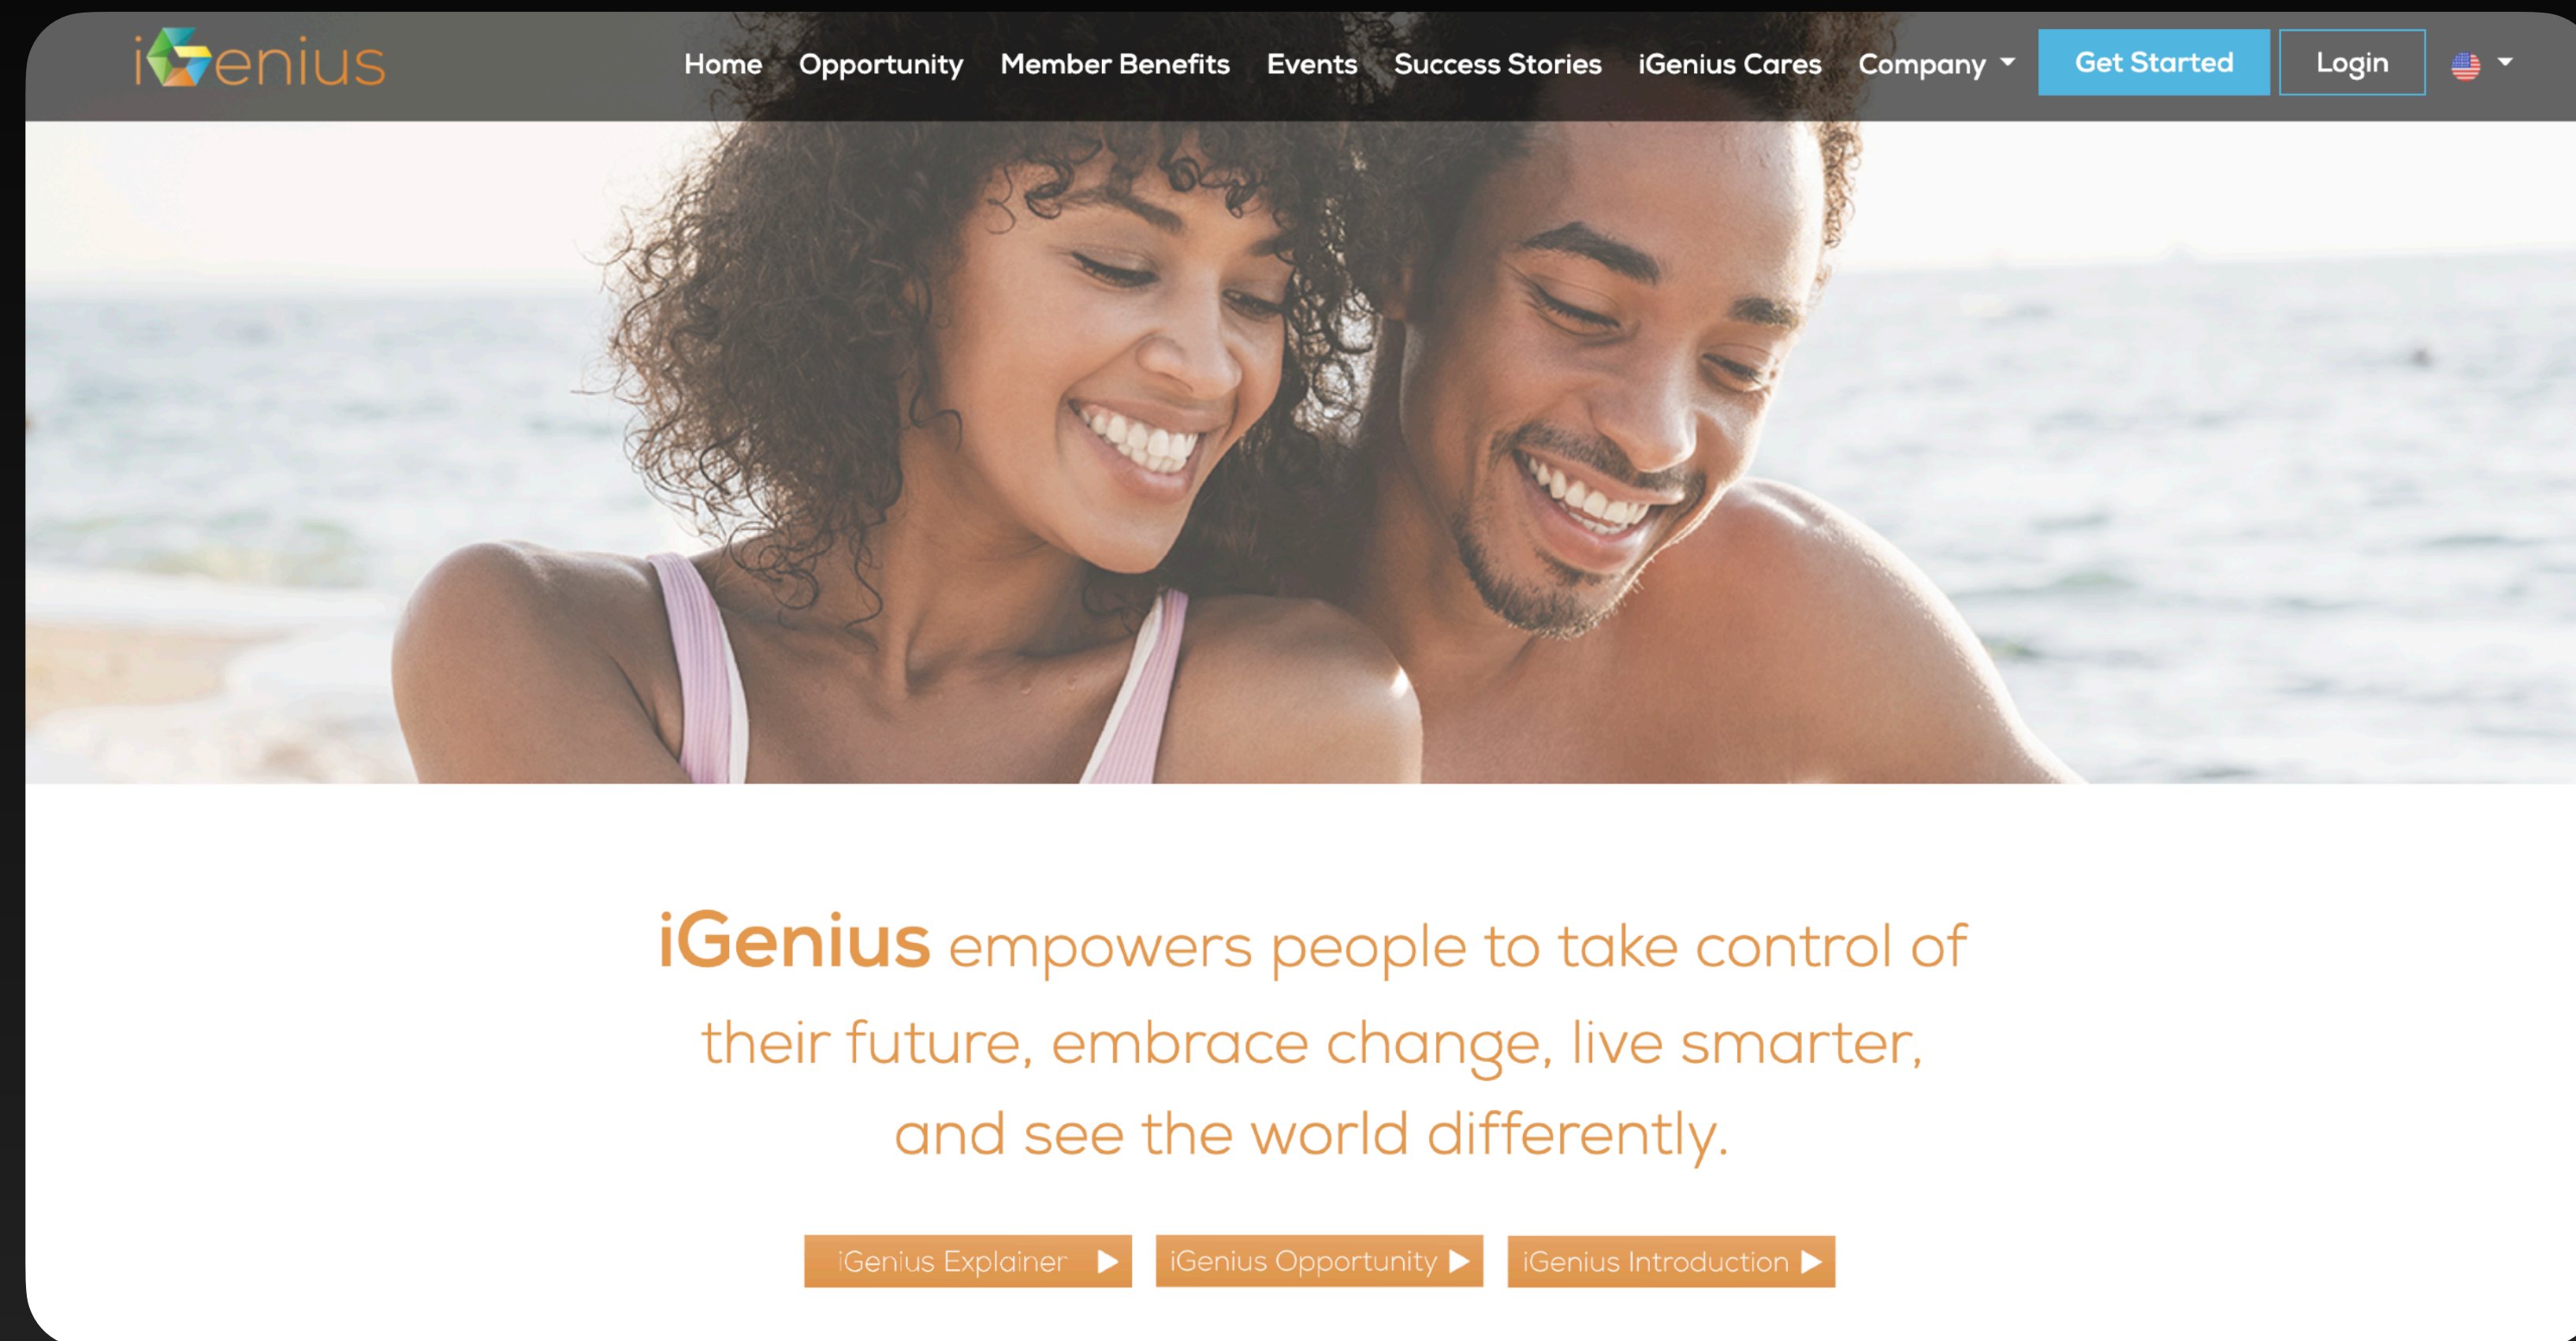 iGenius
Home Opportunity Member Benefits Events Success Stories iGenius Cares Company Get Started Login
iGenius empowers people to take control of
their future, embrace change, live smarter,
and see the world differently.
iGenius Explainer iGenius Opportunity iGenius Introduction